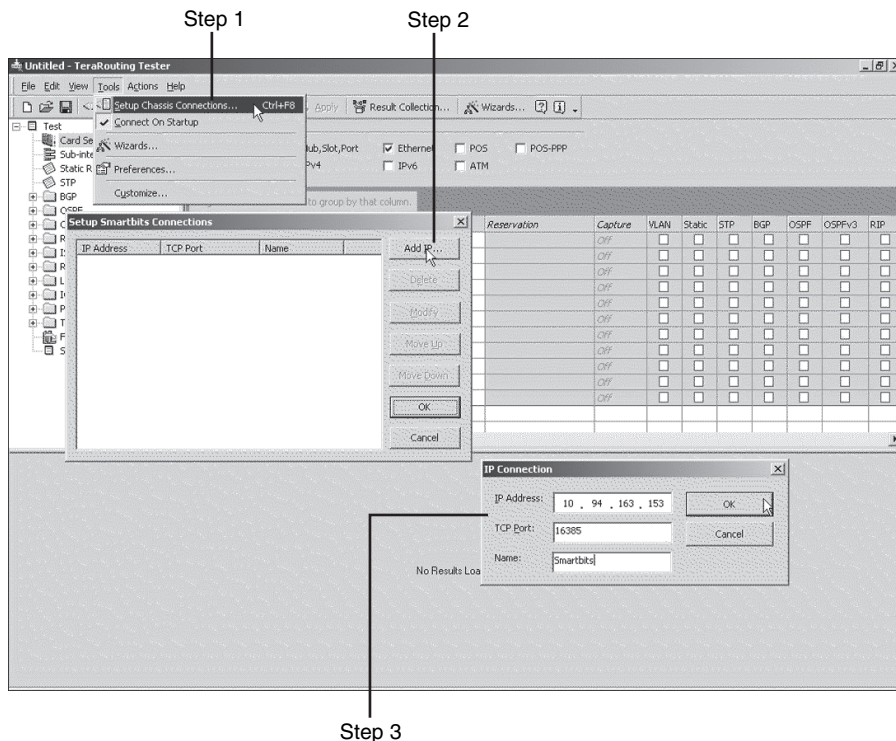 Step 1
Step 2
Untitled - TeraRouting Tester
File Edit View Tools Actions Help
Setup Chassis Connections... Ctrl+F8
Apply
Result Collection...
Wizards...
Connect On Startup
Wizards...
Preferences...
Customize...
Test
Card Se
Sub-inte
Static R
STP
BGP
OSPF
Hub,Slot,Port
Ethernet
POS
POS-PPP
IPv6
ATM
to group by that column.
Reservation Capture VLAN Static STP BGP OSPF OSPFv3 RIP
Off
Off
Off
Off
Off
Off
Off
Off
Off
Off
Off
Setup Smartbits Connections
IP Address TCP Port Name
Add IP...
Delete
Modify
Move Up
Move Down
OK
Cancel
IP Connection
IP Address: 10 . 94 . 163 . 153
OK
TCP Port: 16385
Cancel
Name: Smartbits
No Results Loa
Step 3